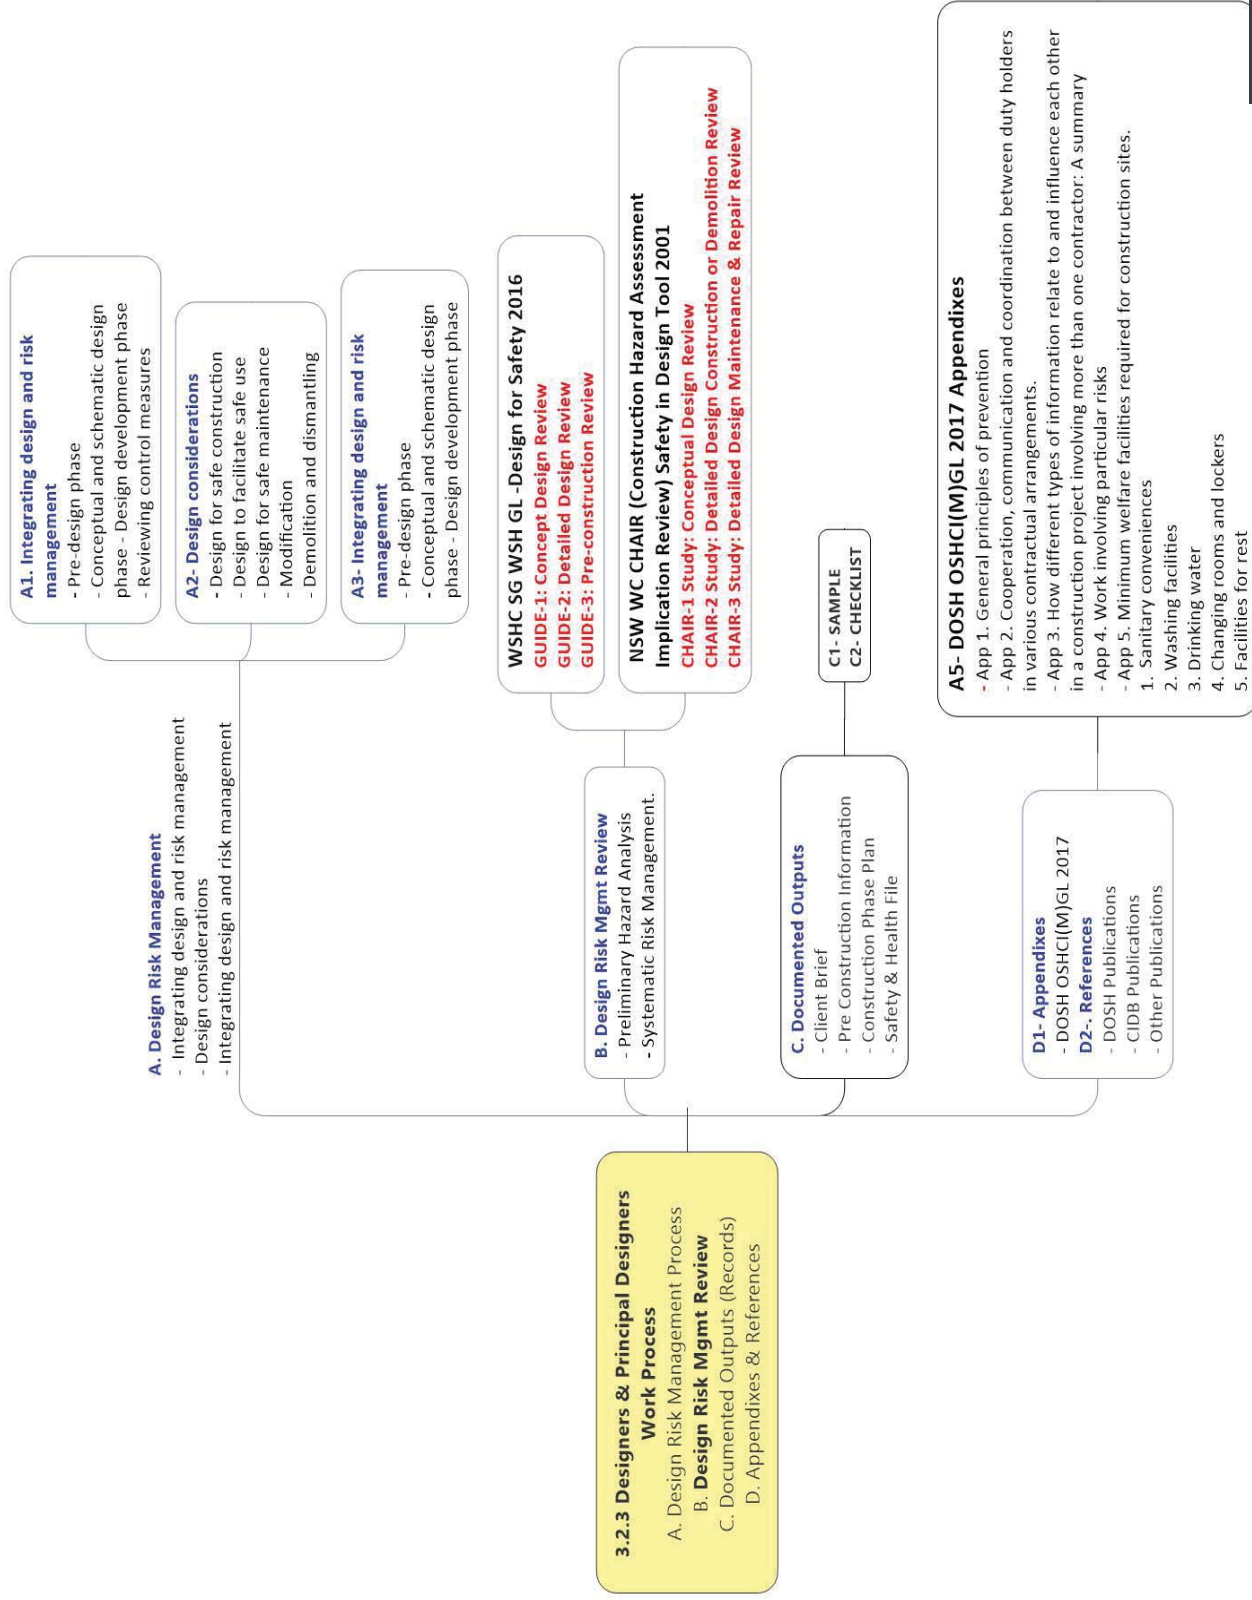 3.2.3 Designers & Principal Designers
Work Process
A. Design Risk Management Process
B. Design Risk Mgmt Review
C. Documented Outputs (Records)
D. Appendixes & References
A. Design Risk Management
- Integrating design and risk management
- Design considerations
- Integrating design and risk management
A1. Integrating design and risk
management
- Pre-design phase
- Conceptual and schematic design
phase - Design development phase
- Reviewing control measures
A2- Design considerations
- Design for safe construction
- Design to facilitate safe use
- Design for safe maintenance
- Modification
- Demolition and dismantling
A3- Integrating design and risk
management
- Pre-design phase
- Conceptual and schematic design
phase - Design development phase
B. Design Risk Mgmt Review
- Preliminary Hazard Analysis
- Systematic Risk Management.
WSHC SG WSH GL -Design for Safety 2016
GUIDE-1: Concept Design Review
GUIDE-2: Detailed Design Review
GUIDE-3: Pre-construction Review
NSW WC CHAIR (Construction Hazard Assessment
Implication Review) Safety in Design Tool 2001
CHAIR-1 Study: Conceptual Design Review
CHAIR-2 Study: Detailed Design Construction or Demolition Review
CHAIR-3 Study: Detailed Design Maintenance & Repair Review
C. Documented Outputs
- Client Brief
- Pre Construction Information
- Construction Phase Plan
- Safety & Health File
C1- SAMPLE
C2- CHECKLIST
D1- Appendixes
- DOSH OSHCI(M)GL 2017
D2-. References
- DOSH Publications
- CIDB Publications
- Other Publications
A5- DOSH OSHCI(M)GL 2017 Appendixes
- App 1. General principles of prevention
- App 2. Cooperation, communication and coordination between duty holders
in various contractual arrangements.
- App 3. How different types of information relate to and influence each other
in a construction project involving more than one contractor: A summary
- App 4. Work involving particular risks
- App 5. Minimum welfare facilities required for construction sites.
1. Sanitary conveniences
2. Washing facilities
3. Drinking water
4. Changing rooms and lockers
5. Facilities for rest